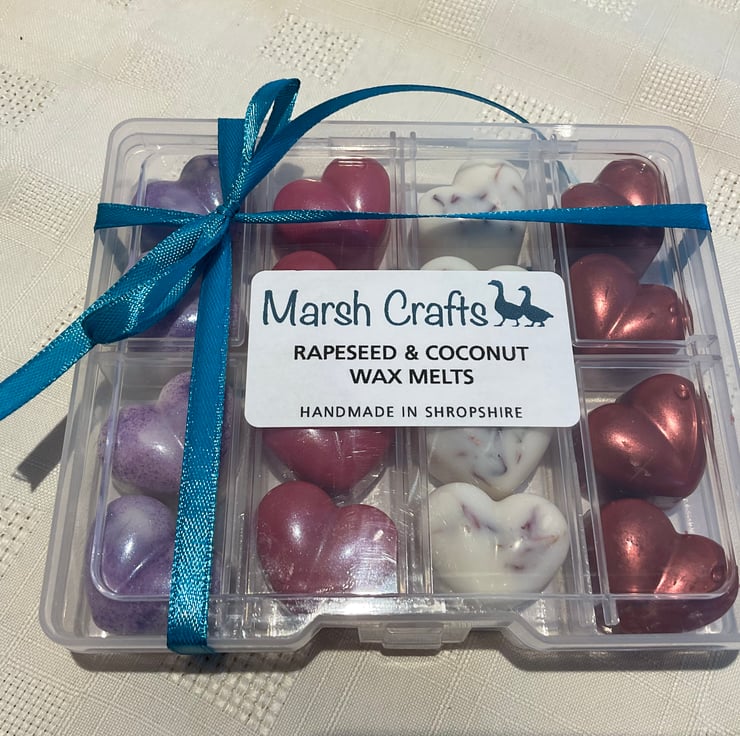 Marsh Crafts
RAPESEED & COCONUT
WAX MELTS
HANDMADE IN SHROPSHIRE